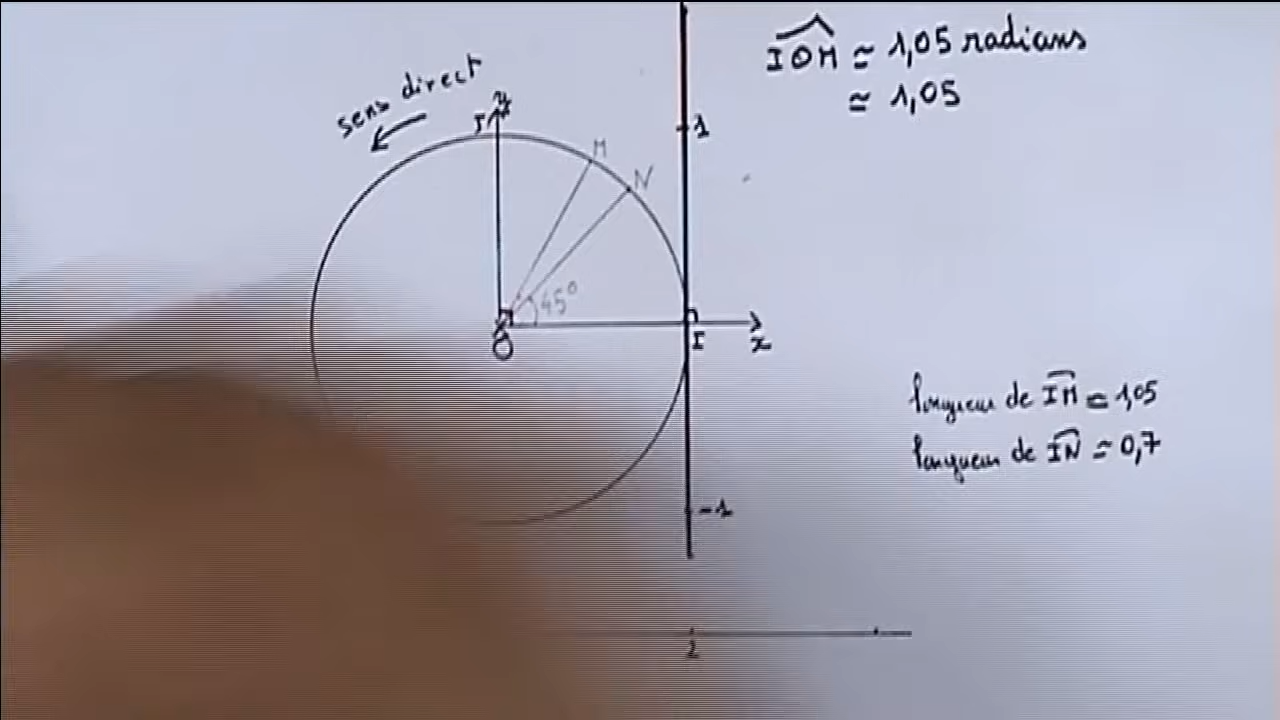 IOM ≃ 1,05 radians
≃ 1,05
sens direct
y
J
M
N
1
45°
O
I
x
longueur de IM ≃ 1,05
longueur de IN ≃ 0,7
-1
1